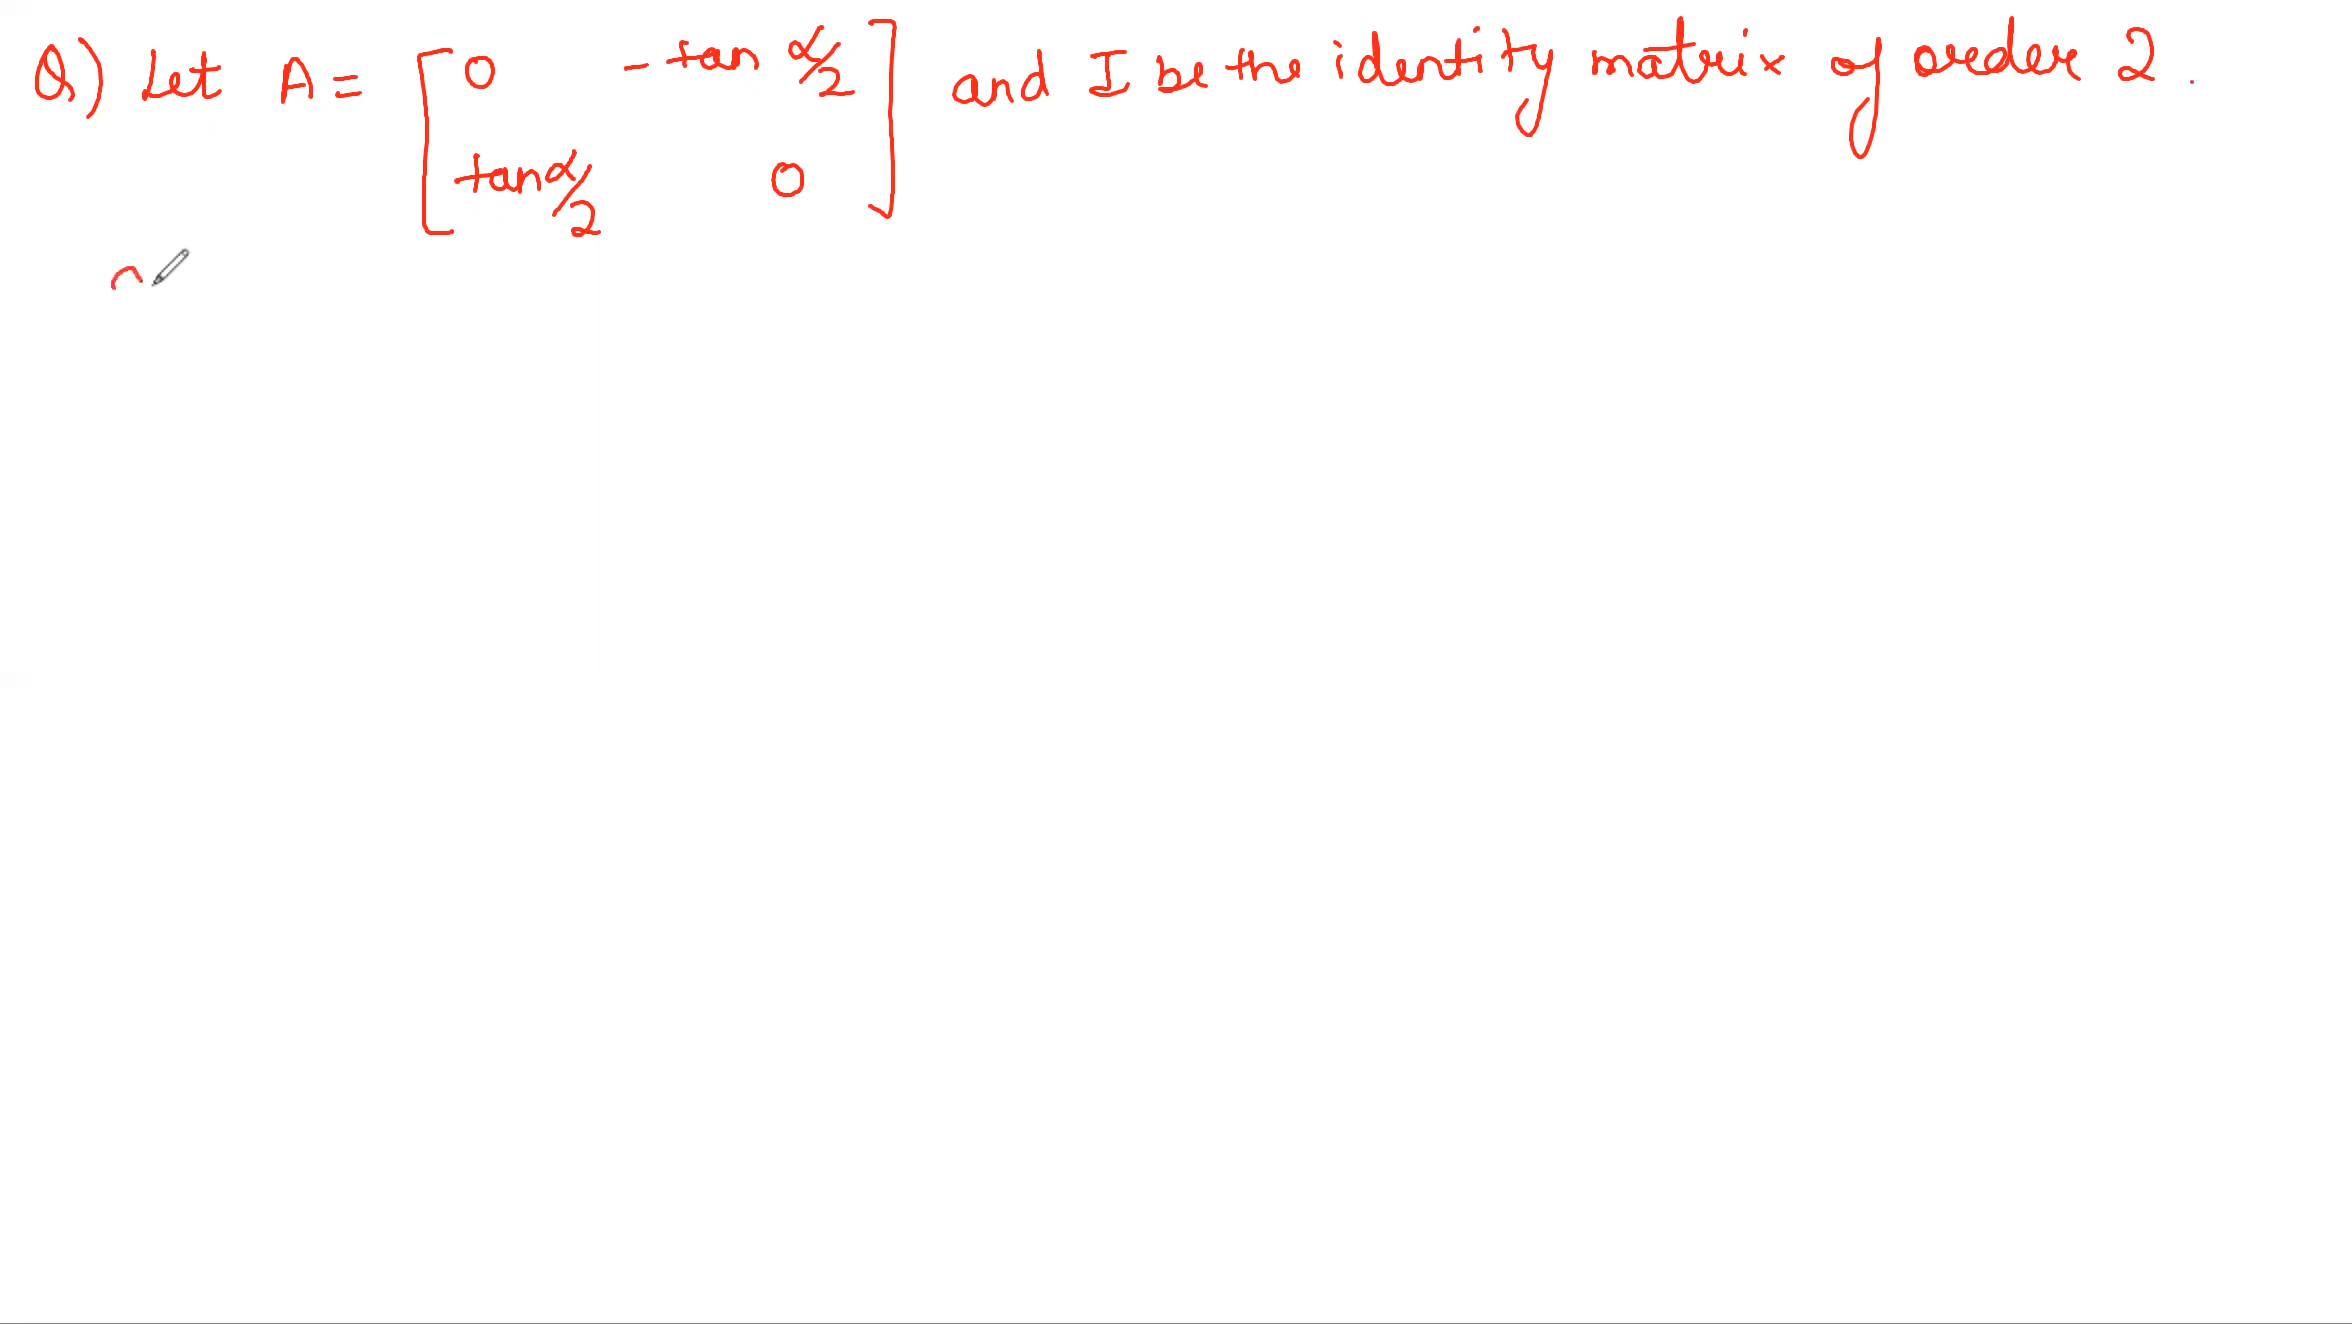 Q) Let A = [ 0 -tan α/2 ] and I be the identity matrix of order 2.
[ tan α/2 0 ]